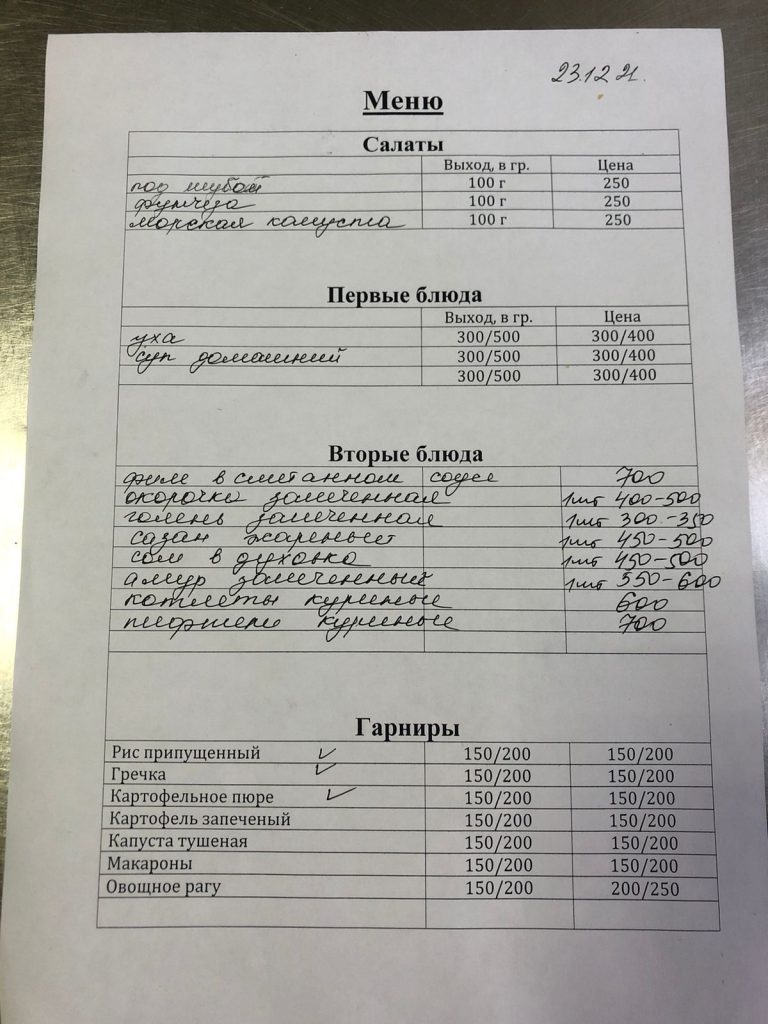 23.12 21.
Меню
Салаты
Выход, в гр. Цена
под шубой 100 г 250
фунчеза 100 г 250
морская капуста 100 г 250
Первые блюда
Выход, в гр. Цена
уха 300/500 300/400
суп домашний 300/500 300/400
300/500 300/400
Вторые блюда
филе в сметанном соусе 700
окорочка запеченная 1шт 400-500
голень запеченная 1шт 300-350
сазан жареный 1шт 450-500
сом в духовка 1шт 450-500
амур запеченный 1шт 550-600
котлеты куриные 600
тифтели куриные 700
Гарниры
Рис припущенный ✓ 150/200 150/200
Гречка ✓ 150/200 150/200
Картофельное пюре ✓ 150/200 150/200
Картофель запеченый 150/200 150/200
Капуста тушеная 150/200 150/200
Макароны 150/200 150/200
Овощное рагу 150/200 200/250